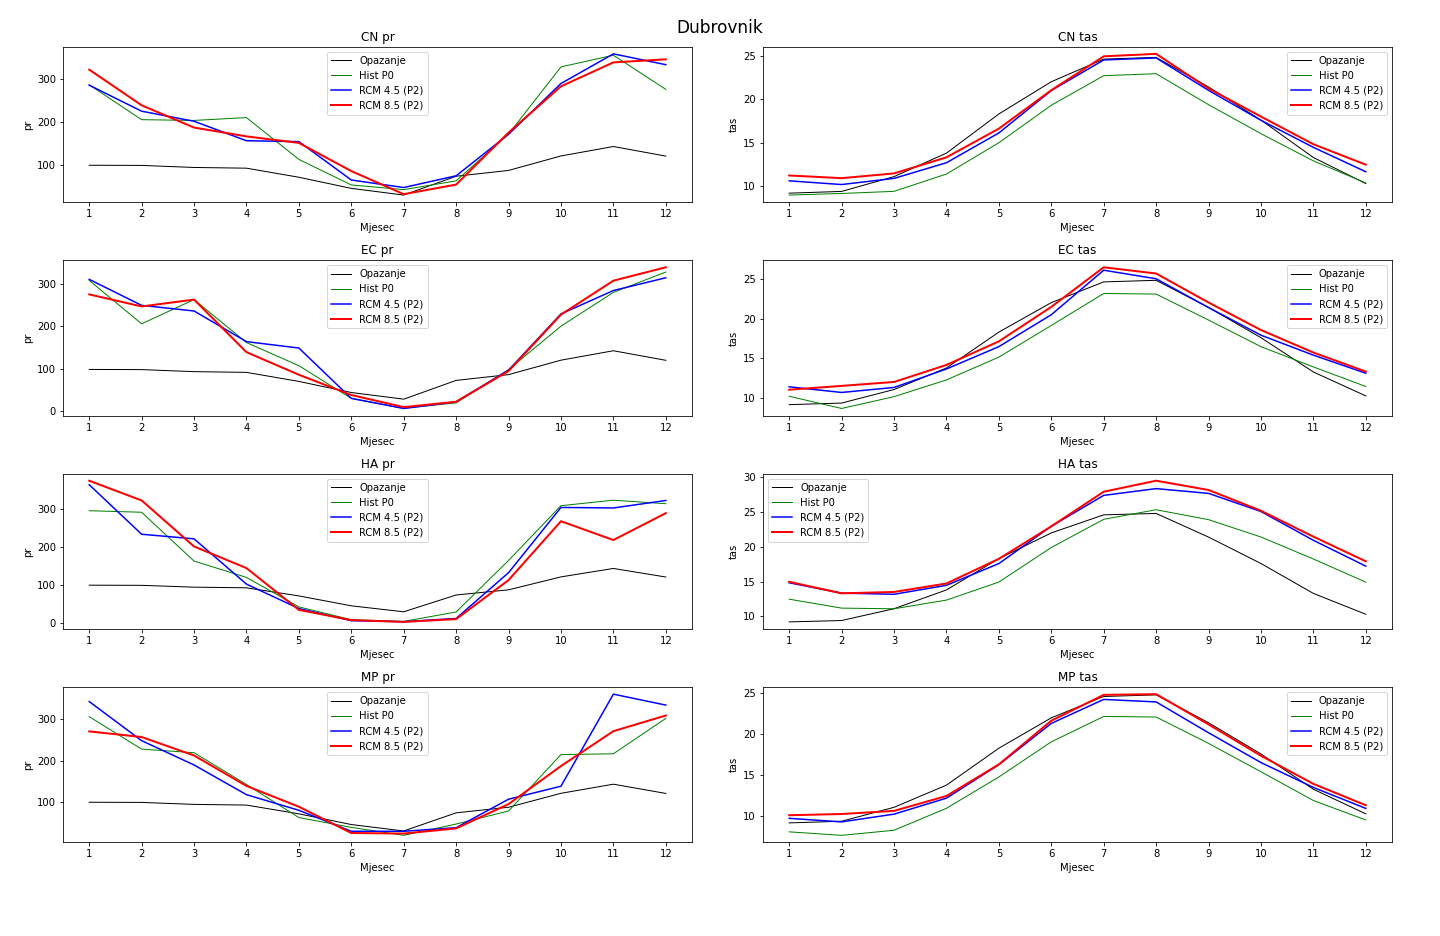 Dubrovnik
CN pr
pr
300
200
100
Opazanje
Hist P0
RCM 4.5 (P2)
RCM 8.5 (P2)
1 2 3 4 5 6 7 8 9 10 11 12
Mjesec
CN tas
tas
25
20
15
10
Opazanje
Hist P0
RCM 4.5 (P2)
RCM 8.5 (P2)
1 2 3 4 5 6 7 8 9 10 11 12
Mjesec
EC pr
pr
300
200
100
0
Opazanje
Hist P0
RCM 4.5 (P2)
RCM 8.5 (P2)
1 2 3 4 5 6 7 8 9 10 11 12
Mjesec
EC tas
tas
25
20
15
10
Opazanje
Hist P0
RCM 4.5 (P2)
RCM 8.5 (P2)
1 2 3 4 5 6 7 8 9 10 11 12
Mjesec
HA pr
pr
300
200
100
0
Opazanje
Hist P0
RCM 4.5 (P2)
RCM 8.5 (P2)
1 2 3 4 5 6 7 8 9 10 11 12
Mjesec
HA tas
tas
30
25
20
15
10
Opazanje
Hist P0
RCM 4.5 (P2)
RCM 8.5 (P2)
1 2 3 4 5 6 7 8 9 10 11 12
Mjesec
MP pr
pr
300
200
100
Opazanje
Hist P0
RCM 4.5 (P2)
RCM 8.5 (P2)
1 2 3 4 5 6 7 8 9 10 11 12
Mjesec
MP tas
tas
25
20
15
10
Opazanje
Hist P0
RCM 4.5 (P2)
RCM 8.5 (P2)
1 2 3 4 5 6 7 8 9 10 11 12
Mjesec